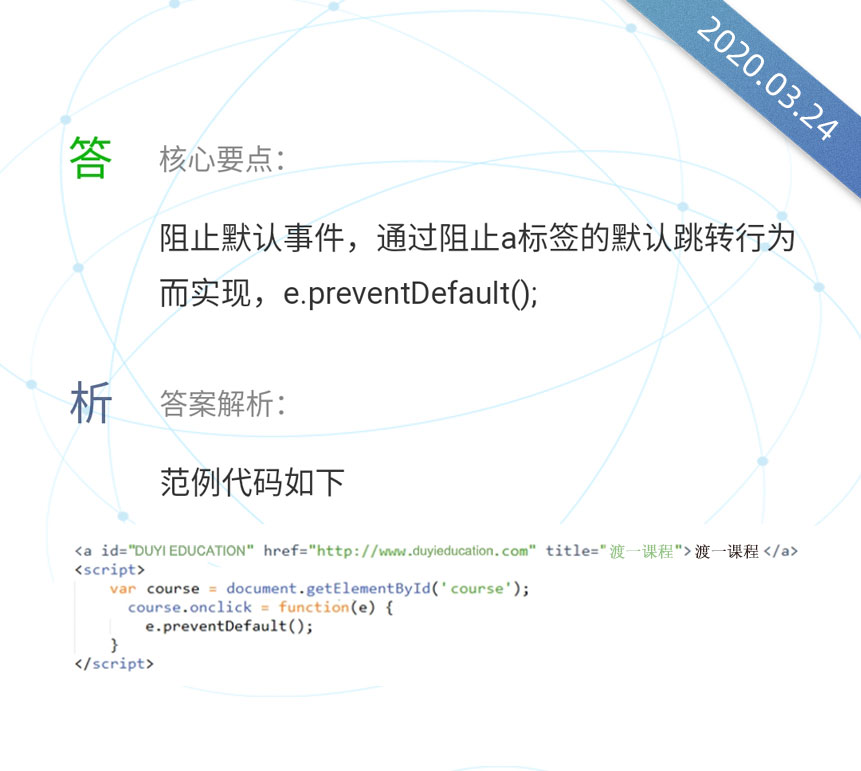 2020.03.24
答 核心要点：
阻止默认事件，通过阻止a标签的默认跳转行为
而实现，e.preventDefault();
析 答案解析：
范例代码如下
<a id="DUYI EDUCATION" href="http://www.duyieducation.com" title="渡一课程">渡一课程</a>
<script>
var course = document.getElementById('course');
course.onclick = function(e) {
e.preventDefault();
}
</script>